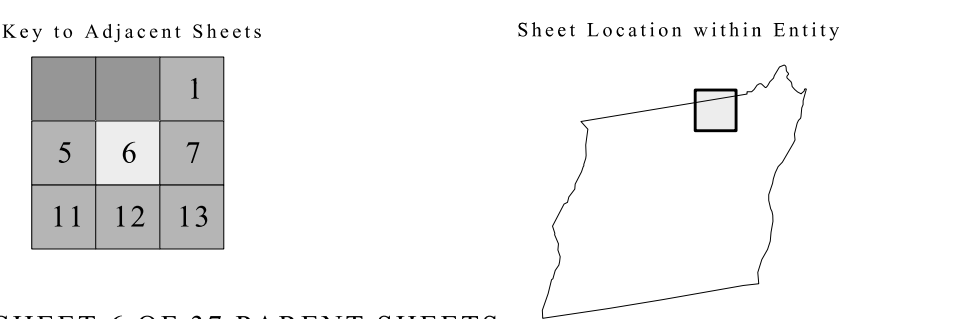 Key to Adjacent Sheets
Sheet Location within Entity
1
5 6 7
11 12 13
SHEET 6 OF 37 PARENT SHEETS